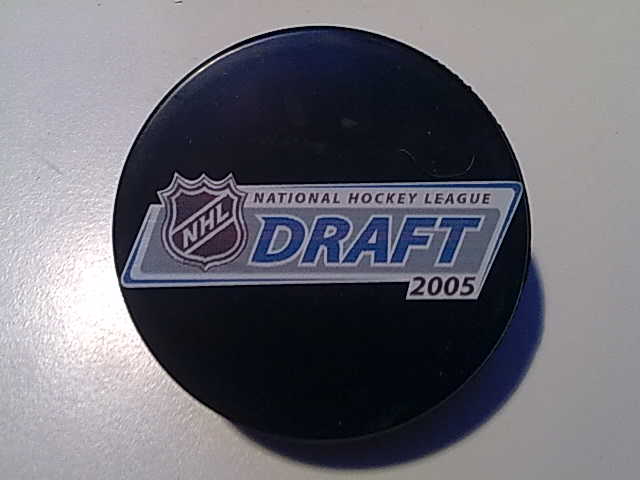 NHL
NATIONAL HOCKEY LEAGUE
DRAFT
2005